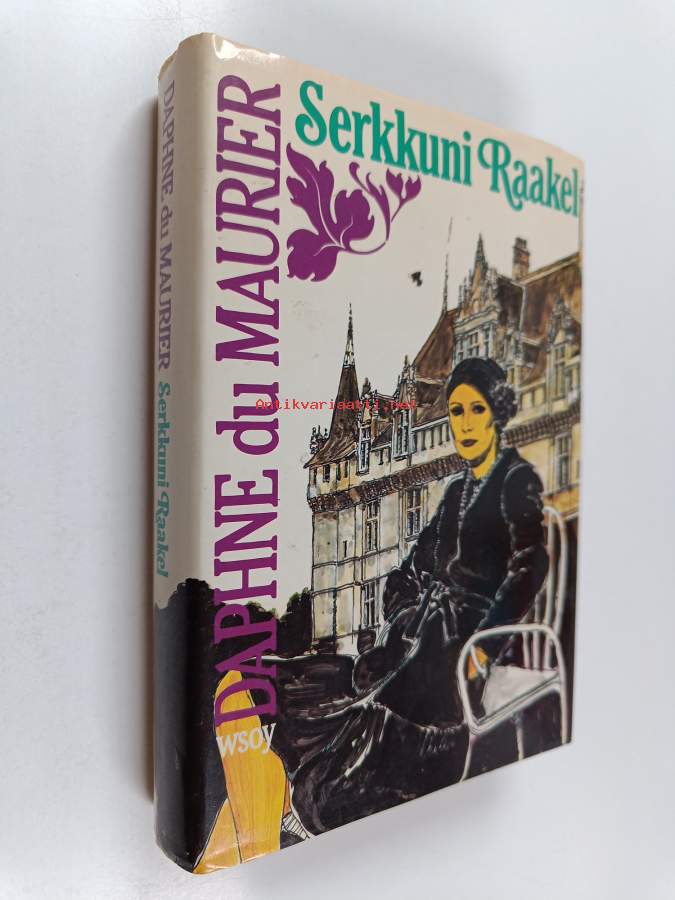 DAPHNE du MAURIER Serkkuni Raakel
DAPHNE du MAURIER
Serkkuni Raakel
Antikvariaatti.net
wsoy